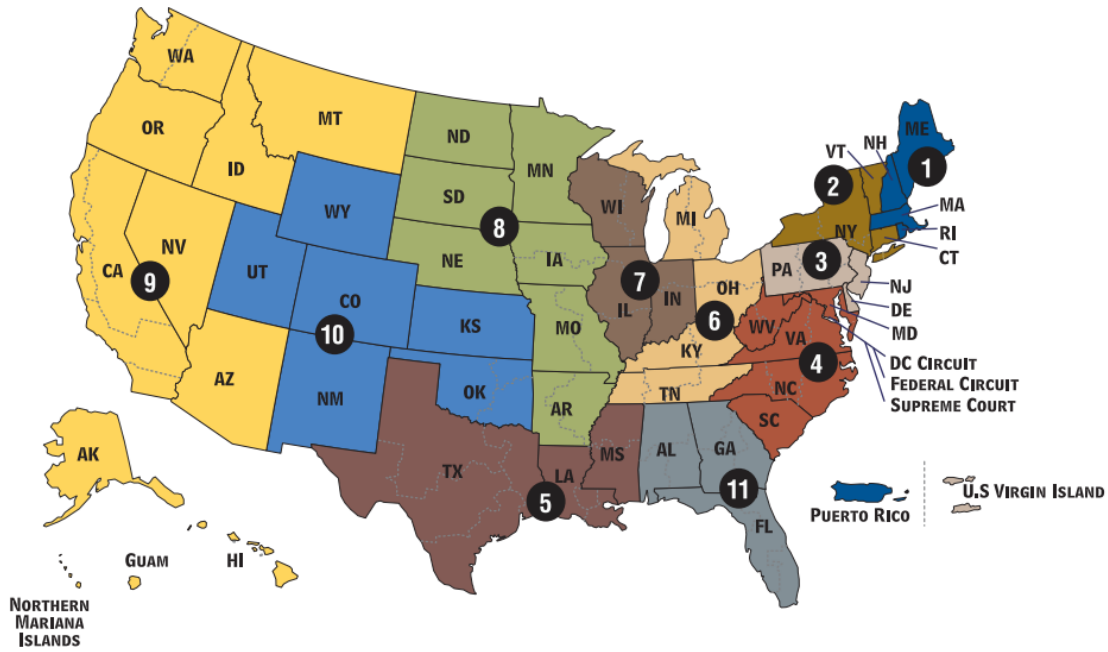 WA
MT
ND
ME
OR
MN
NH
VT
1
ID
2
SD
WI
MI
MA
WY
8
NY
RI
NV
CT
UT
NE
IA
PA
3
CA
9
7
OH
NJ
CO
IL
IN
DE
10
KS
MO
6
WV
MD
VA
KY
4
DC CIRCUIT
AZ
NM
OK
TN
NC
FEDERAL CIRCUIT
AR
SUPREME COURT
SC
AK
TX
MS
AL
GA
LA
5
11
U.S VIRGIN ISLAND
PUERTO RICO
FL
GUAM
HI
NORTHERN
MARIANA
ISLANDS